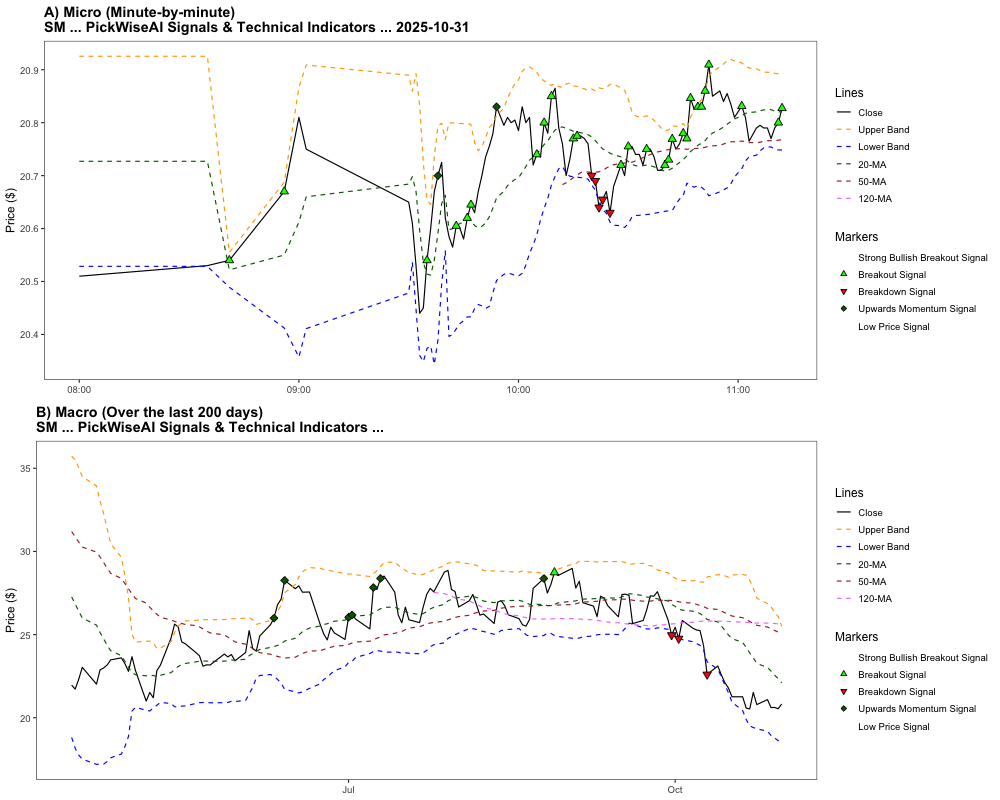 A) Micro (Minute-by-minute)
SM ... PickWiseAI Signals & Technical Indicators ... 2025-10-31
Price ($)
20.9
20.8
20.7
20.6
20.5
20.4
08:00
09:00
10:00
11:00
Lines
Close
Upper Band
Lower Band
20-MA
50-MA
120-MA
Markers
Strong Bullish Breakout Signal
Breakout Signal
Breakdown Signal
Upwards Momentum Signal
Low Price Signal
B) Macro (Over the last 200 days)
SM ... PickWiseAI Signals & Technical Indicators ...
Price ($)
35
30
25
20
Jul
Oct
Lines
Close
Upper Band
Lower Band
20-MA
50-MA
120-MA
Markers
Strong Bullish Breakout Signal
Breakout Signal
Breakdown Signal
Upwards Momentum Signal
Low Price Signal